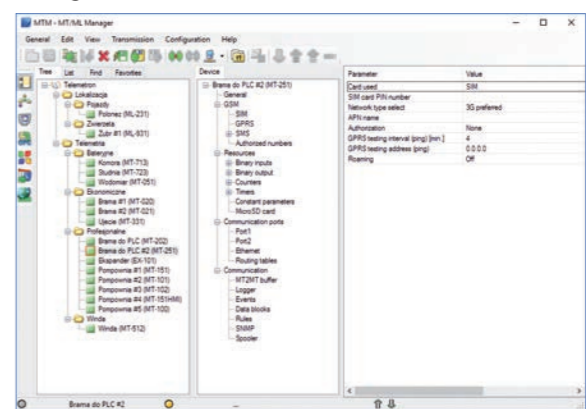 MTM - MT/ML Manager
General Edit View Transmission Configuration Help
Tree List Find Favorites
Telemetron
Lokalizacja
Pojazdy
Polonez (ML-231)
Zwierzęta
Żubr #1 (ML-931)
Telemetria
Bateryjne
Komora (MT-713)
Studnia (MT-723)
Wodomiar (MT-051)
Ekonomiczne
Brama #1 (MT-020)
Brama #2 (MT-021)
Ujęcie (MT-331)
Profesjonalne
Brama do PLC (MT-202)
Brama do PLC #2 (MT-251)
Ekspander (EX-101)
Pompownia #1 (MT-151)
Pompownia #2 (MT-101)
Pompownia #3 (MT-102)
Pompownia #4 (MT-151HMI)
Pompownia #5 (MT-100)
Winda
Winda (MT-512)
Device
Brama do PLC #2 (MT-251)
General
GSM
SIM
GPRS
SMS
Authorized numbers
Resources
Binary inputs
Binary output
Counters
Timers
Constant parameters
MicroSD card
Communication ports
Port1
Port2
Ethernet
Routing tables
Communication
MT2MT buffer
Logger
Events
Data blocks
Rules
SNMP
Spooler
Parameter Value
Card used SIM
SIM card PIN number
Network type select 3G preferred
APN name
Authorization None
GPRS testing interval (ping) [min.] 4
GPRS testing address (ping) 0.0.0.0
Roaming Off
Brama do PLC #2 ...